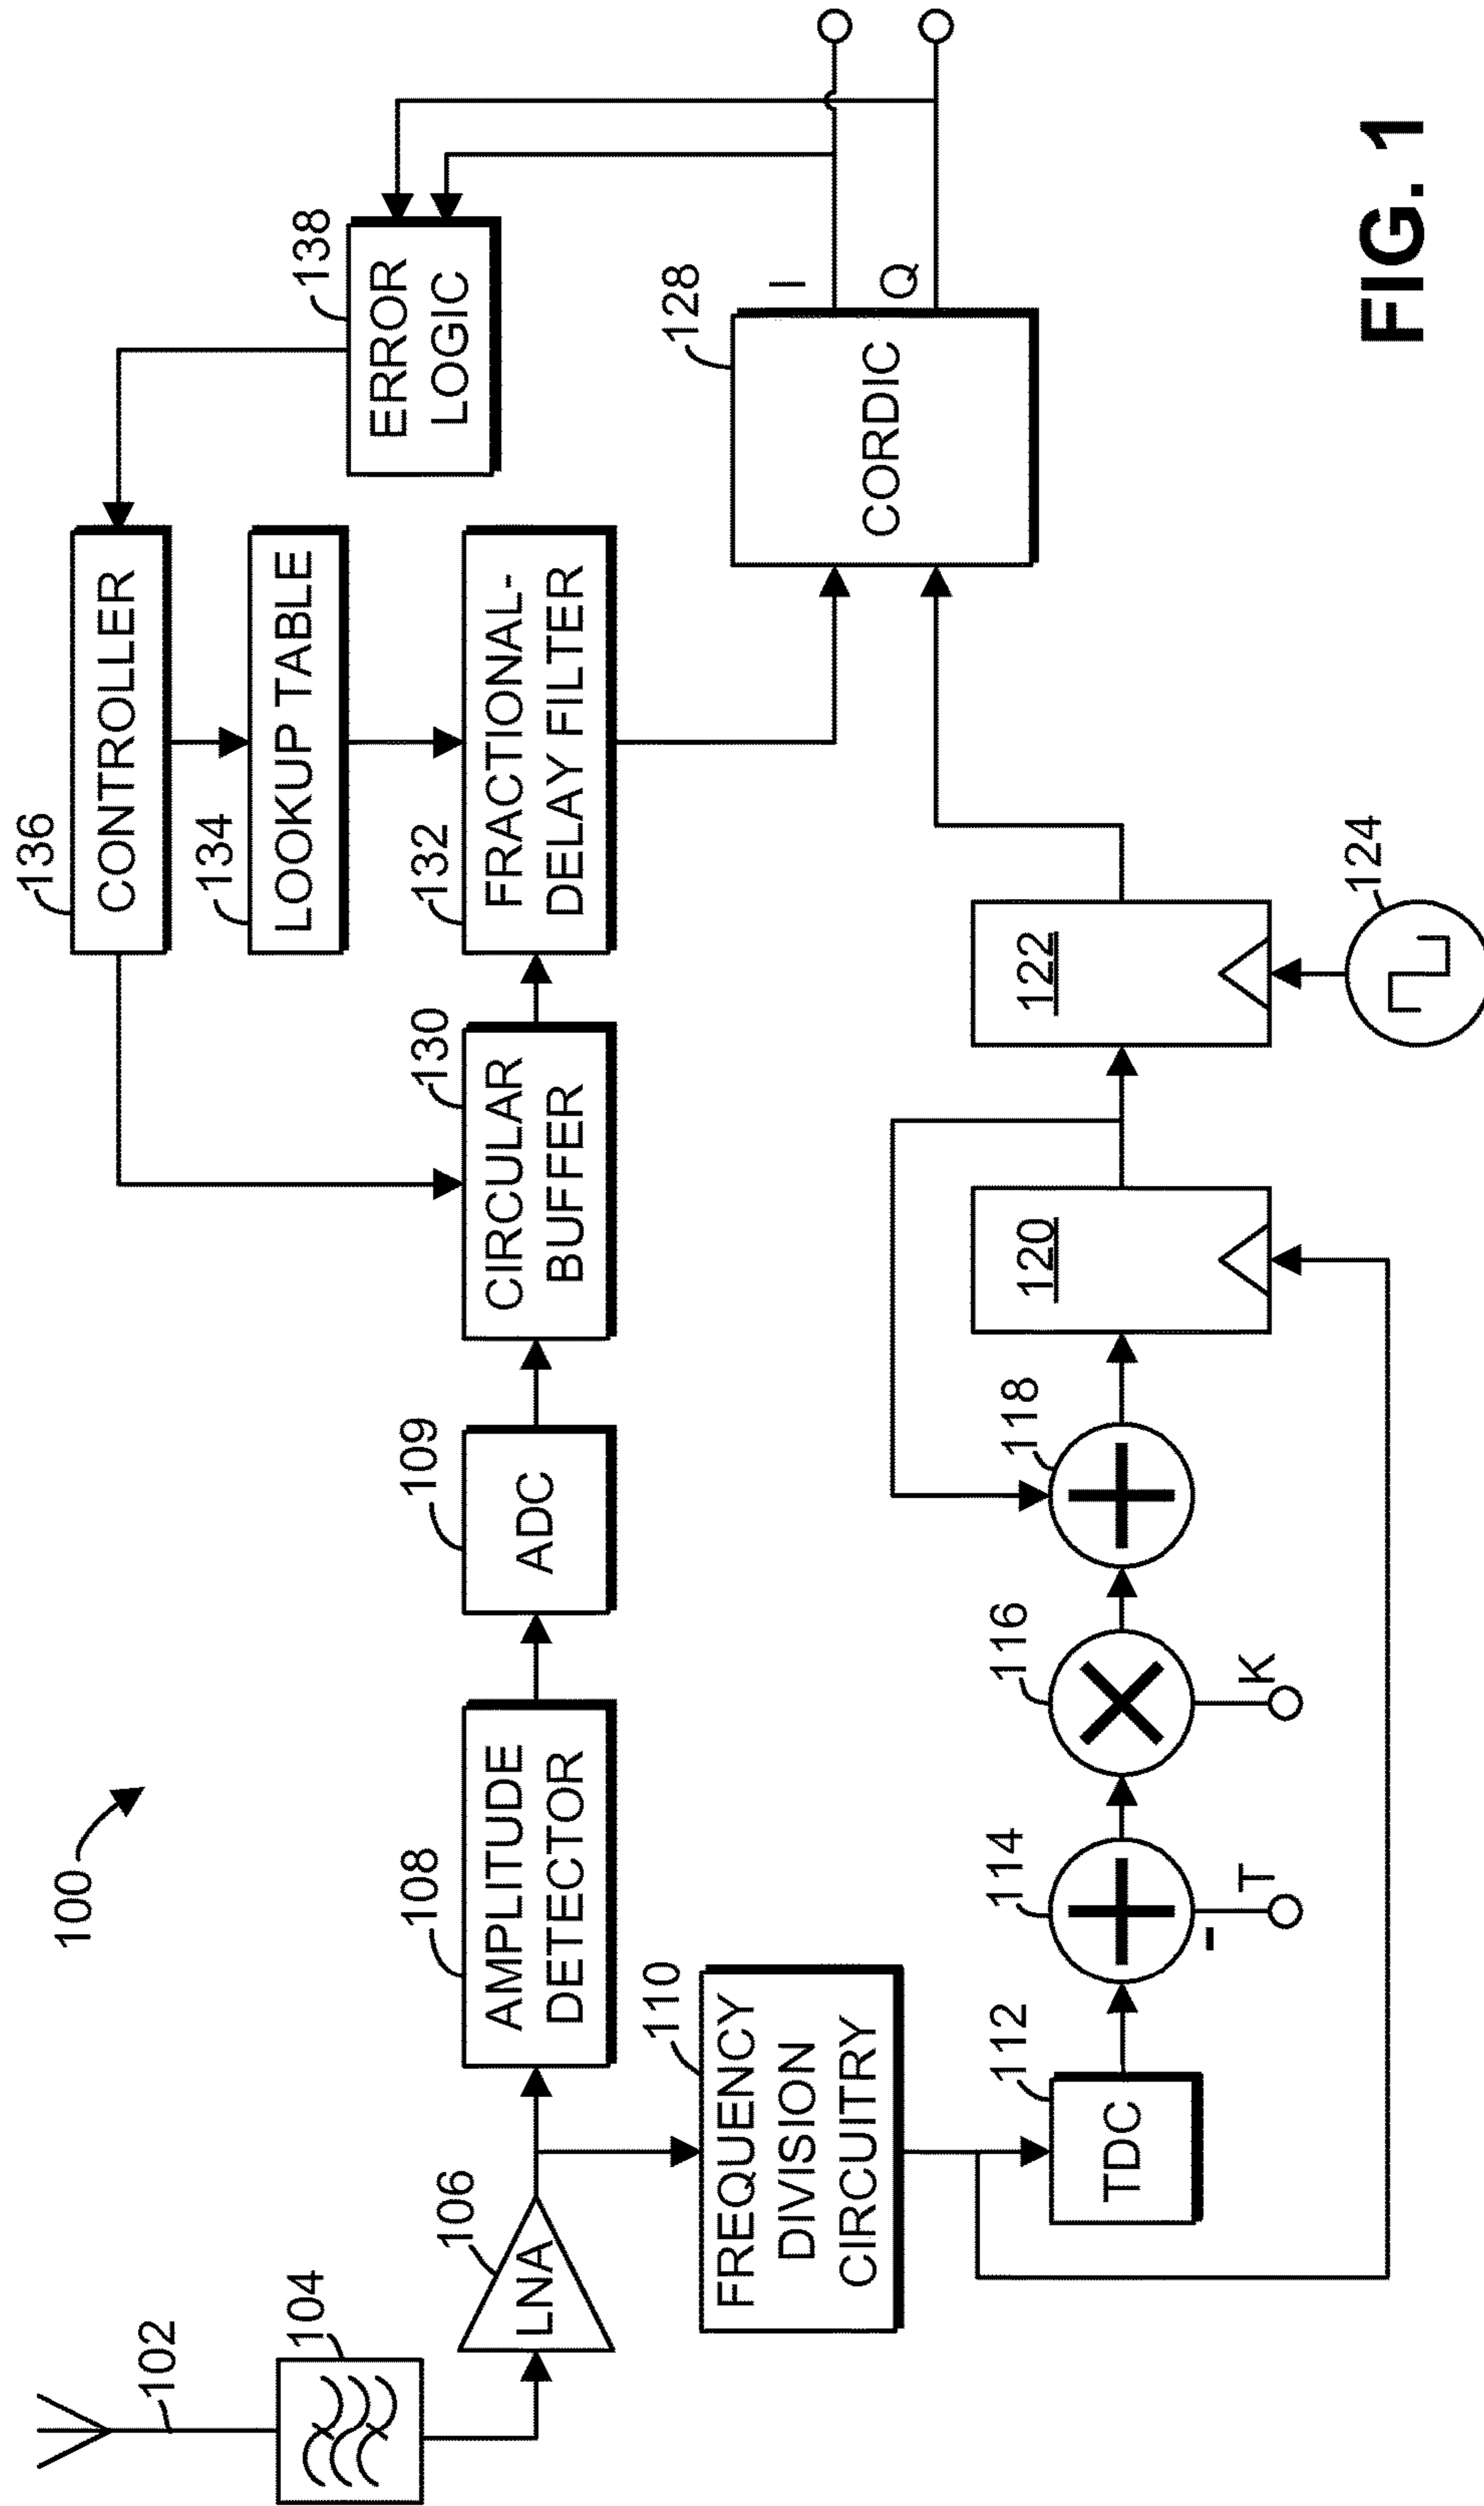 100
102
104
106
LNA
108
AMPLITUDE
DETECTOR
109
ADC
130
CIRCULAR
BUFFER
132
FRACTIONAL-
DELAY FILTER
134
LOOKUP TABLE
136
CONTROLLER
138
ERROR
LOGIC
128
CORDIC
I
Q
110
FREQUENCY
DIVISION
CIRCUITRY
112
TDC
114
-
T
116
K
118
120
122
124
FIG. 1